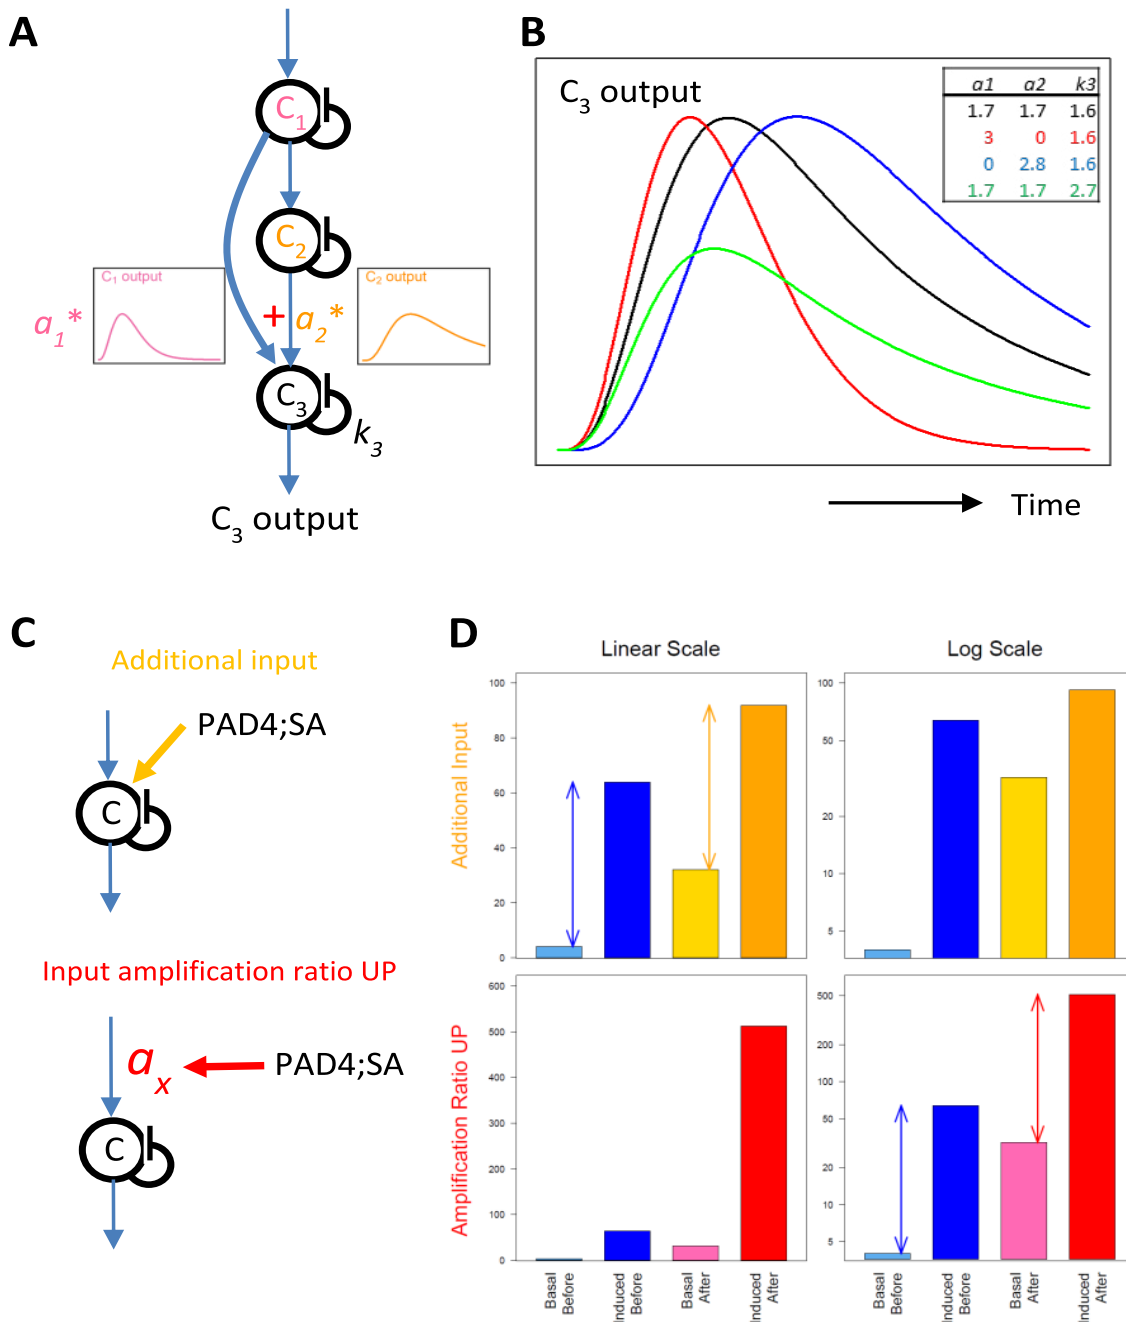 A
C1
C2
C1 output
a1*
+
a2*
C2 output
C3
k3
C3 output
B
C3 output
a1 a2 k3
1.7 1.7 1.6
3 0 1.6
0 2.8 1.6
1.7 1.7 2.7
Time
C
Additional input
PAD4;SA
C
Input amplification ratio UP
ax
PAD4;SA
C
D
Linear Scale
Log Scale
Additional Input
100
80
60
40
20
0
100
50
20
10
5
Amplification Ratio UP
600
500
400
300
200
100
0
500
200
100
50
20
10
5
Basal Before
Induced Before
Basal After
Induced After
Basal Before
Induced Before
Basal After
Induced After